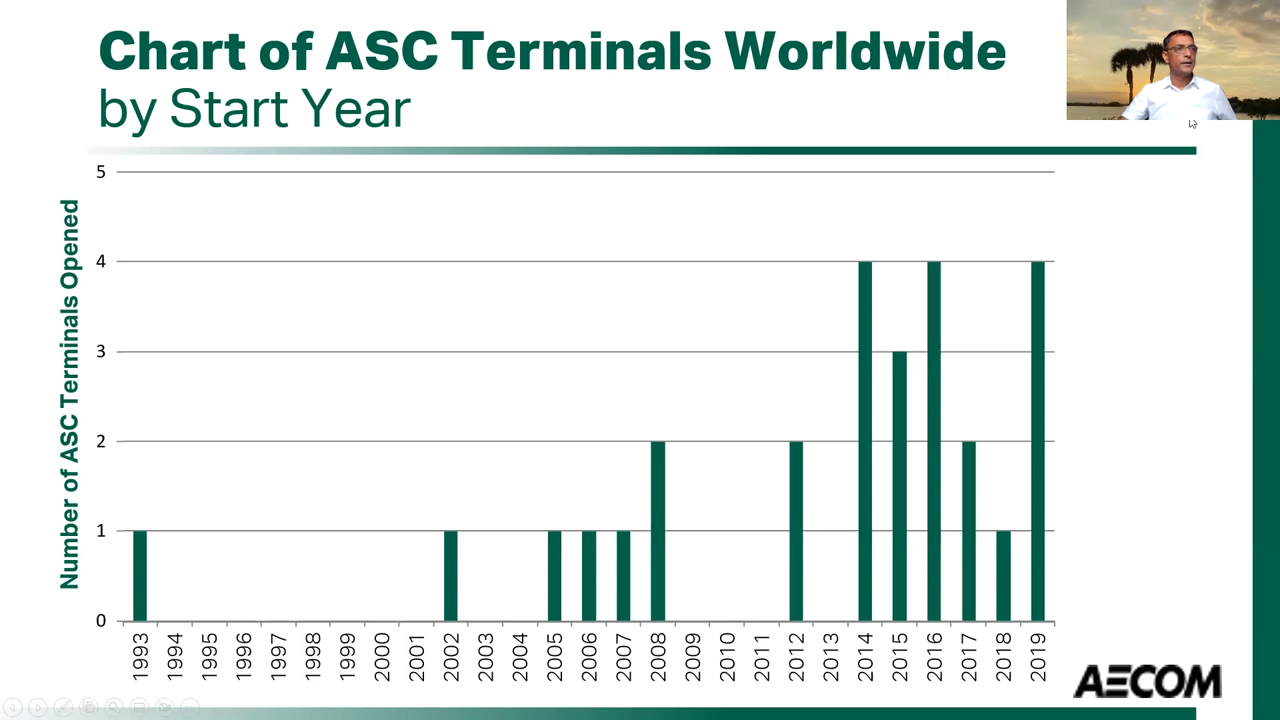 Chart of ASC Terminals Worldwide
by Start Year
Number of ASC Terminals Opened
5
4
3
2
1
0
1993 1994 1995 1996 1997 1998 1999 2000 2001 2002 2003 2004 2005 2006 2007 2008 2009 2010 2011 2012 2013 2014 2015 2016 2017 2018 2019
AECOM